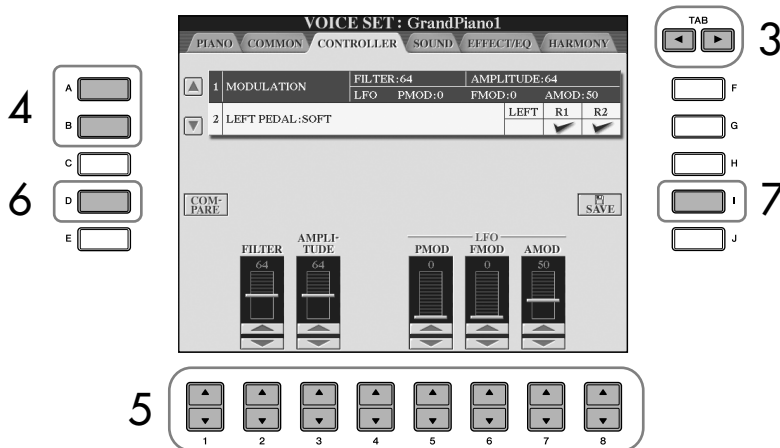 VOICE SET : GrandPiano1
PIANO COMMON CONTROLLER SOUND EFFECT/EQ HARMONY
TAB
3
4
A
B
C
6
D
E
F
G
H
I
7
J
1 MODULATION FILTER:64 AMPLITUDE:64
LFO PMOD:0 FMOD:0 AMOD:50
2 LEFT PEDAL:SOFT LEFT R1 R2
COM-
PARE
SAVE
FILTER
AMPLI-
TUDE
LFO
PMOD FMOD AMOD
64 64 0 0 50
5
1 2 3 4 5 6 7 8